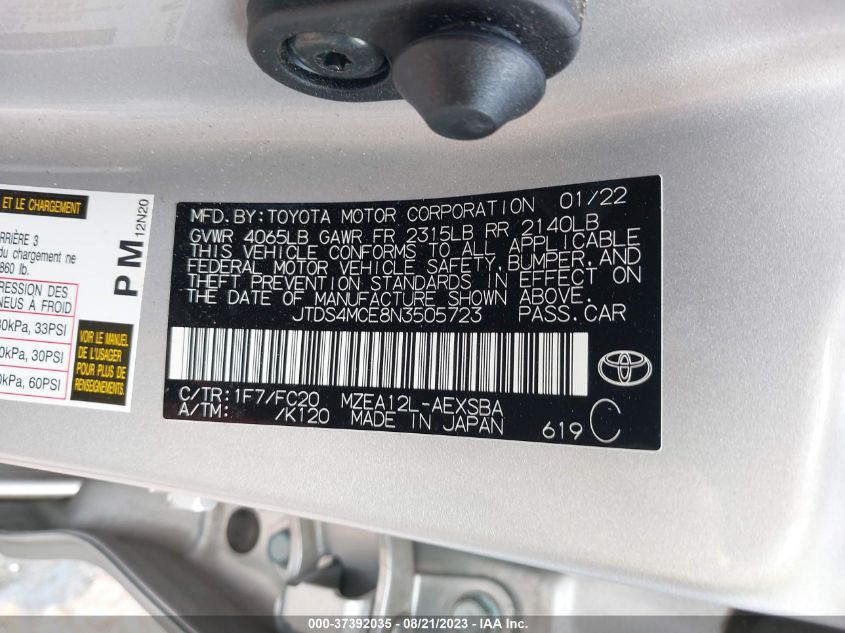 ET LE CHARGEMENT
RRIÈRE 3
du chargement ne
860 lb.
RESSION DES
NEUS À FROID
kPa, 33PSI
0kPa, 30PSI
0kPa, 60PSI
PM
12N20
VOIR LE MANUEL
DE L'USAGER
POUR PLUS DE
RENSEIGNEMENTS
MFD. BY: TOYOTA MOTOR CORPORATION 01/22
GVWR 4065LB GAWR FR 2315LB RR 2140LB
THIS VEHICLE CONFORMS TO ALL APPLICABLE
FEDERAL MOTOR VEHICLE SAFETY, BUMPER, AND
THEFT PREVENTION STANDARDS IN EFFECT ON
THE DATE OF MANUFACTURE SHOWN ABOVE.
JTDS4MCE8N3505723 PASS.CAR
C/TR: 1F7/FC20 MZEA12L-AEXSBA
A/TM: /K120 MADE IN JAPAN
619 C
000-37392035 - 08/21/2023 - IAA Inc.